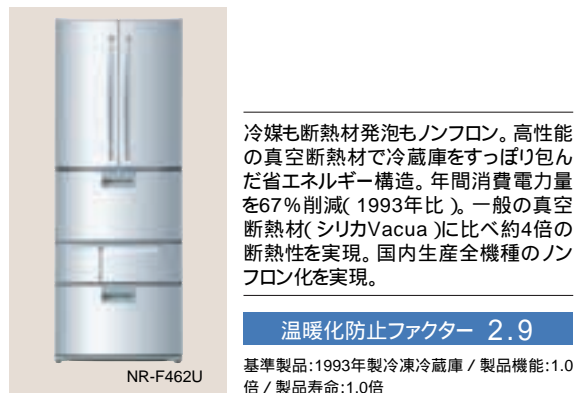 冷媒も断熱材発泡もノンフロン。高性能
の真空断熱材で冷蔵庫をすっぽり包ん
だ省エネルギー構造。年間消費電力量
を67%削減(1993年比)。一般の真空
断熱材(シリカVacua)に比べ約4倍の
断熱性を実現。国内生産全機種のノン
フロン化を実現。
温暖化防止ファクター 2.9
基準製品:1993年製冷凍冷蔵庫/製品機能:1.0
倍/製品寿命:1.0倍
NR-F462U